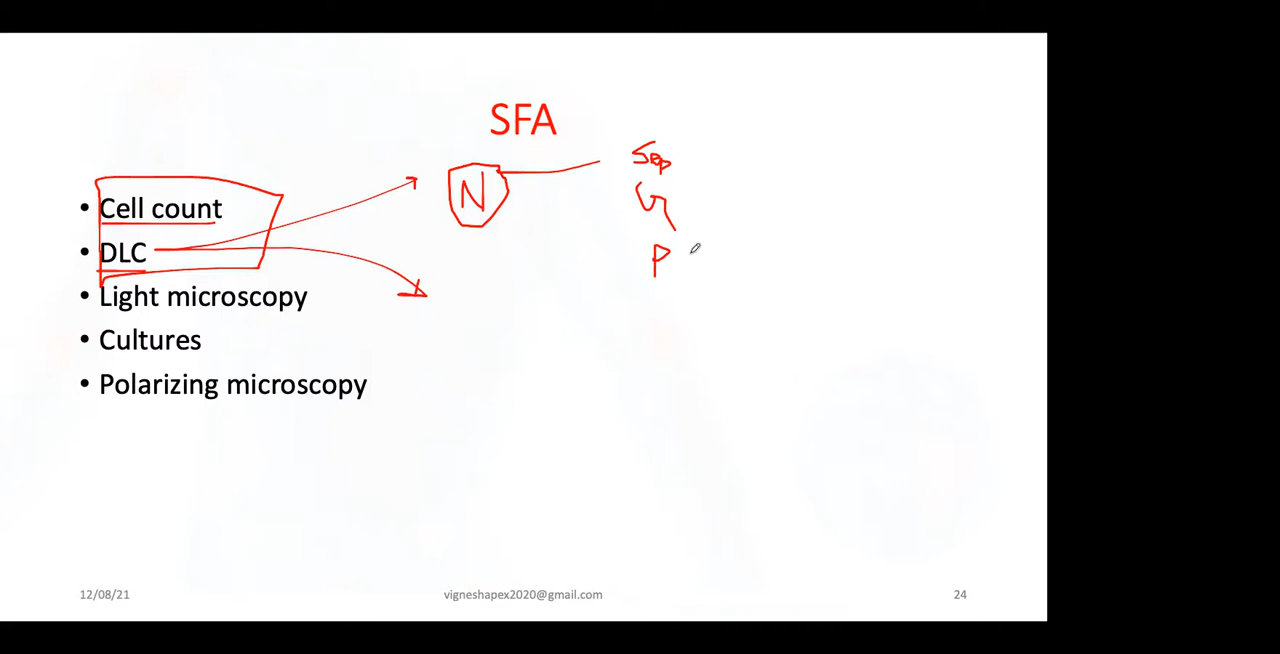 SFA
Sep
N
G
• Cell count
• DLC
P
• Light microscopy
• Cultures
• Polarizing microscopy
12/08/21 vigneshapex2020@gmail.com 24